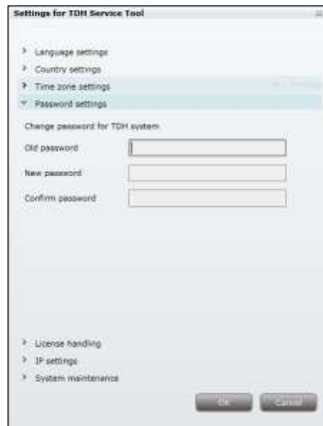 Settings for TDH Service Tool
Language settings
Country settings
Time zone settings
Password settings
Change password for TDH system
Old password
New password
Confirm password
License handling
IP settings
System maintenance
OK
Cancel